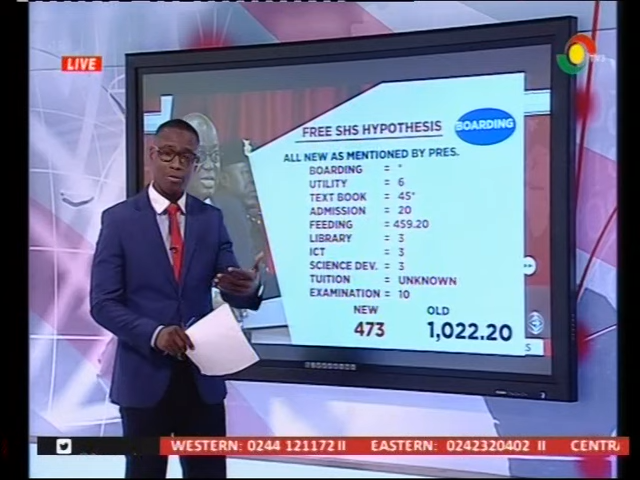 LIVE
TV3
FREE SHS HYPOTHESIS
BOARDING
ALL NEW AS MENTIONED BY PRES.
BOARDING = *
UTILITY = 6
TEXT BOOK = 45*
ADMISSION = 20
FEEDING = 459.20
LIBRARY = 3
ICT = 3
SCIENCE DEV. = 3
TUITION = UNKNOWN
EXAMINATION = 10
NEW OLD
473 1,022.20
S
WESTERN: 0244 121172 II EASTERN: 0242320402 II CENTRA